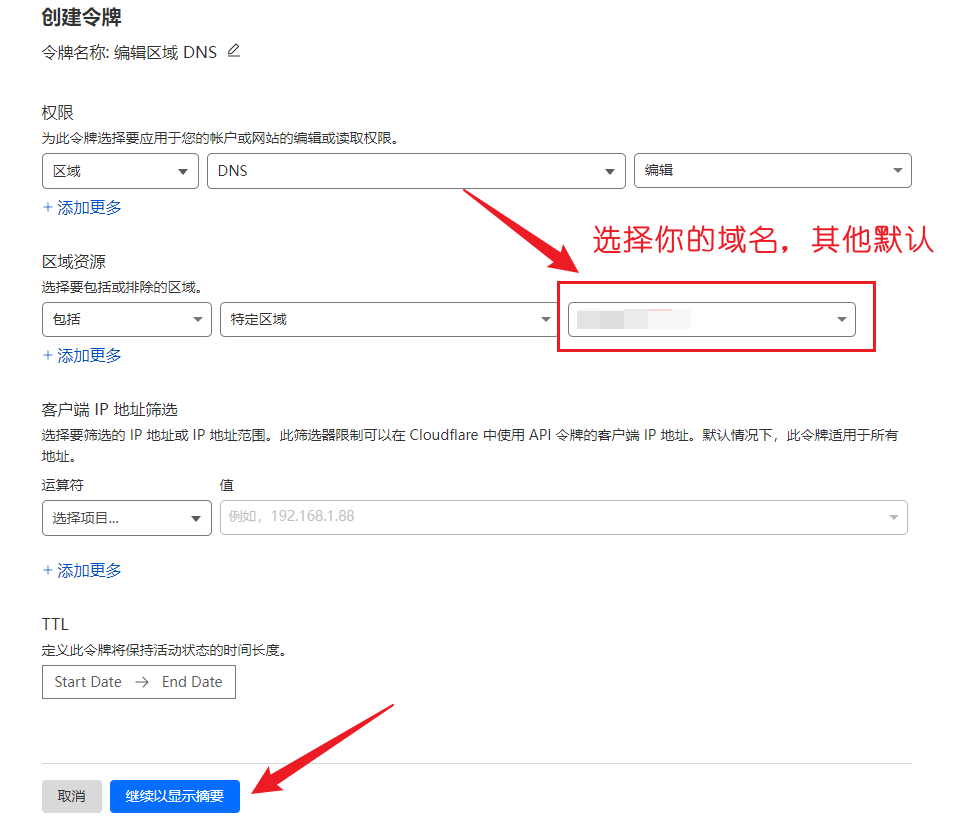 创建令牌
令牌名称: 编辑区域 DNS
权限
为此令牌选择要应用于您的帐户或网站的编辑或读取权限。
区域 DNS 编辑
+ 添加更多
选择你的域名，其他默认
区域资源
选择要包括或排除的区域。
包括 特定区域
+ 添加更多
客户端 IP 地址筛选
选择要筛选的 IP 地址或 IP 地址范围。此筛选器限制可以在 Cloudflare 中使用 API 令牌的客户端 IP 地址。默认情况下，此令牌适用于所有
地址。
运算符 值
选择项目... 例如，192.168.1.88
+ 添加更多
TTL
定义此令牌将保持活动状态的时间长度。
Start Date → End Date
取消 继续以显示摘要